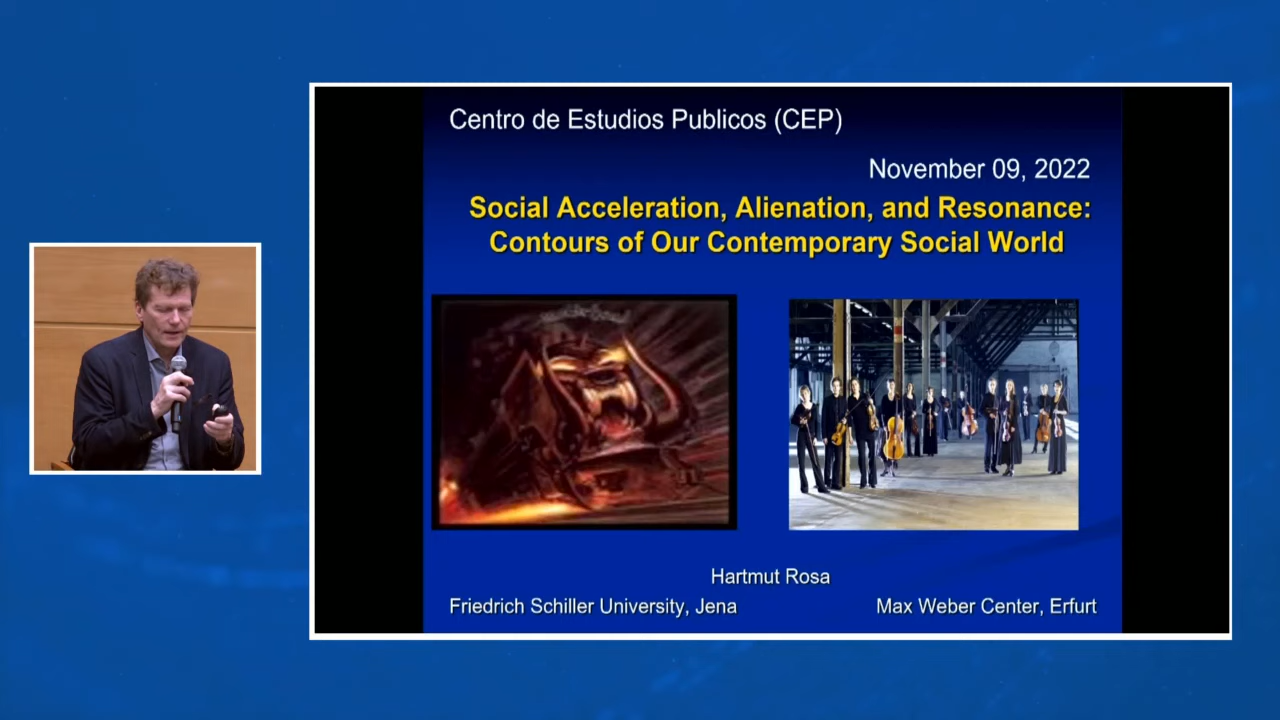 Centro de Estudios Publicos (CEP)
November 09, 2022
Social Acceleration, Alienation, and Resonance:
Contours of Our Contemporary Social World
Hartmut Rosa
Friedrich Schiller University, Jena
Max Weber Center, Erfurt